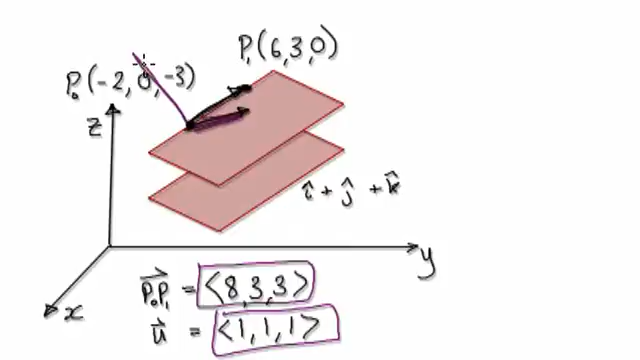 P₁(6,3,0)
P₀(-2,0,-3)
z
î + ĵ + k̂
y
x
P₀P₁ = <8,3,3>
u = <1,1,1>